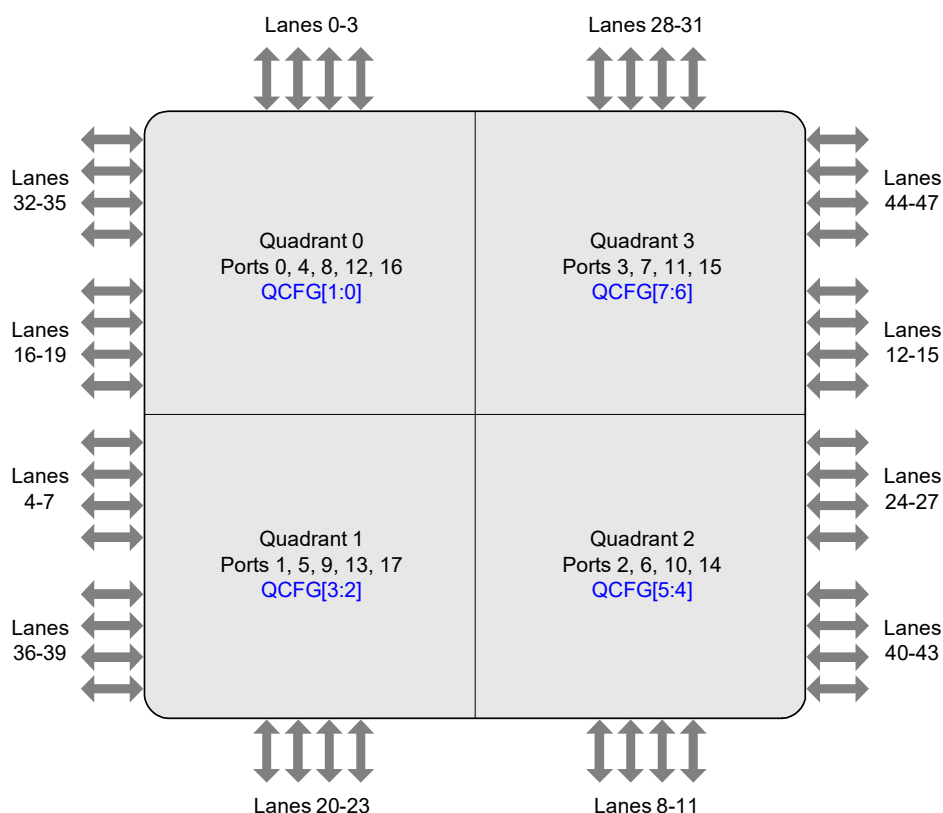 Lanes 0-3
Lanes 28-31
Lanes
32-35
Lanes
44-47
Quadrant 0
Ports 0, 4, 8, 12, 16
QCFG[1:0]
Quadrant 3
Ports 3, 7, 11, 15
QCFG[7:6]
Lanes
16-19
Lanes
12-15
Lanes
4-7
Lanes
24-27
Quadrant 1
Ports 1, 5, 9, 13, 17
QCFG[3:2]
Quadrant 2
Ports 2, 6, 10, 14
QCFG[5:4]
Lanes
36-39
Lanes
40-43
Lanes 20-23
Lanes 8-11